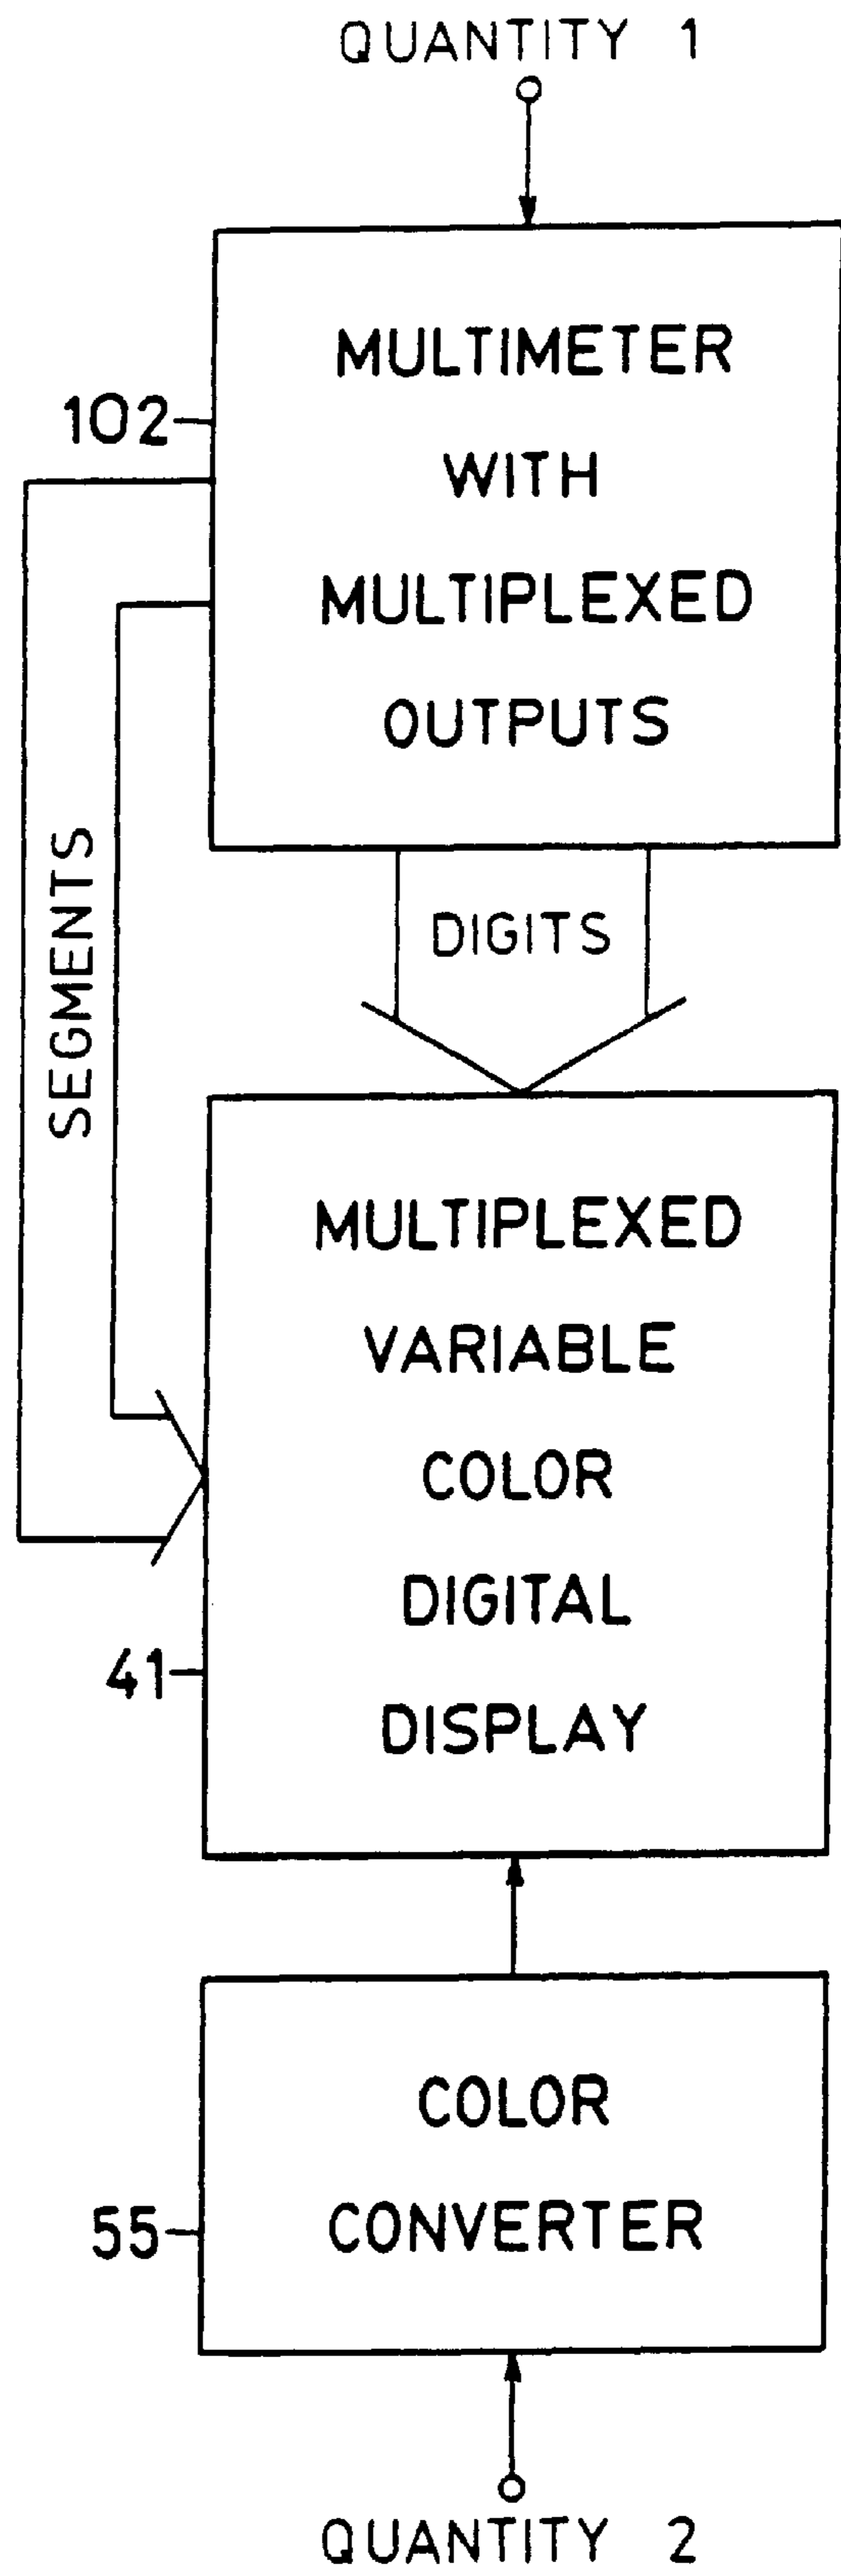 QUANTITY 1
MULTIMETER
102
WITH
MULTIPLEXED
OUTPUTS
SEGMENTS
DIGITS
MULTIPLEXED
VARIABLE
COLOR
DIGITAL
41
DISPLAY
COLOR
55
CONVERTER
QUANTITY 2